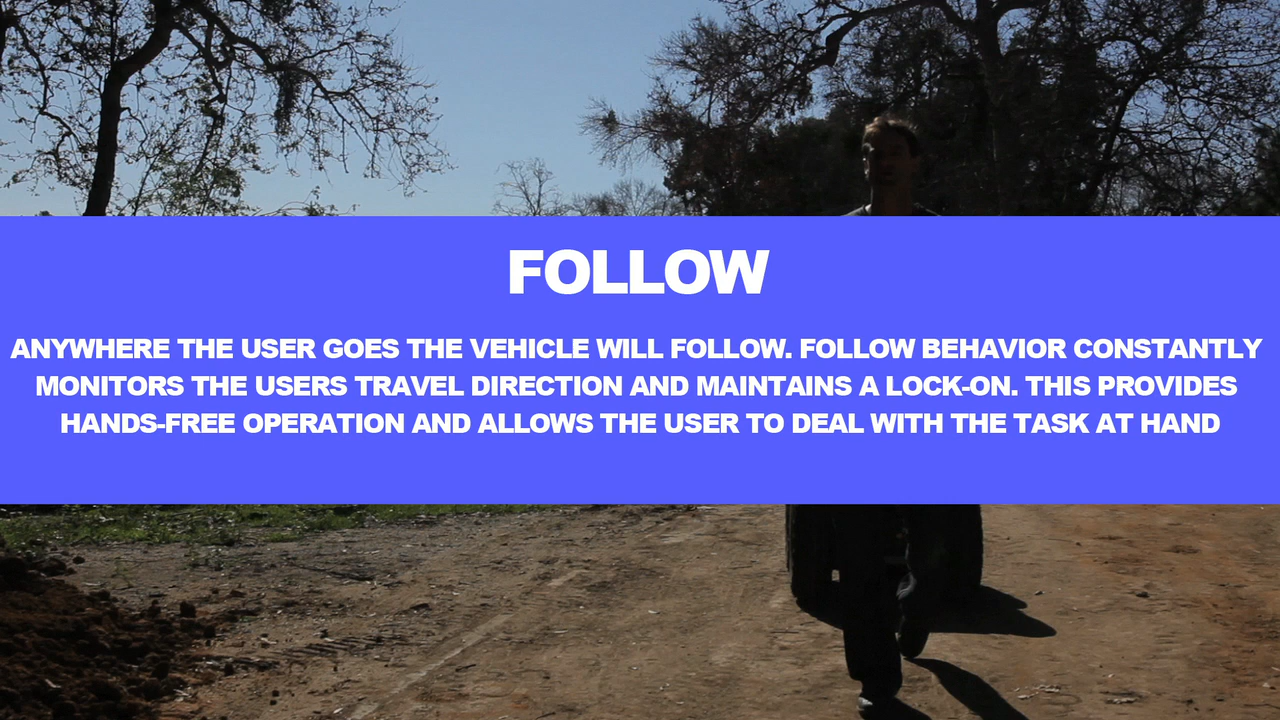 FOLLOW
ANYWHERE THE USER GOES THE VEHICLE WILL FOLLOW. FOLLOW BEHAVIOR CONSTANTLY
MONITORS THE USERS TRAVEL DIRECTION AND MAINTAINS A LOCK-ON. THIS PROVIDES
HANDS-FREE OPERATION AND ALLOWS THE USER TO DEAL WITH THE TASK AT HAND